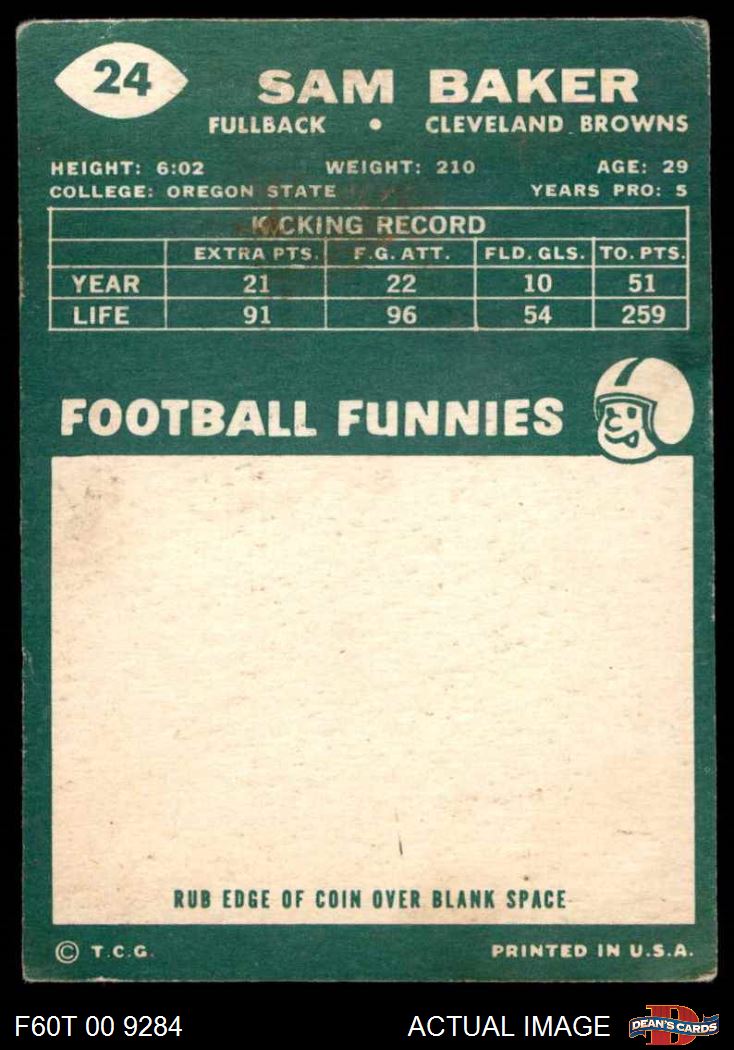 24
SAM BAKER
FULLBACK • CLEVELAND BROWNS
HEIGHT: 6:02 WEIGHT: 210 AGE: 29
COLLEGE: OREGON STATE YEARS PRO: 5
KICKING RECORD
EXTRA PTS. F.G. ATT. FLD. GLS. TO. PTS.
YEAR 21 22 10 51
LIFE 91 96 54 259
FOOTBALL FUNNIES
RUB EDGE OF COIN OVER BLANK SPACE
© T.C.G. PRINTED IN U.S.A.
F60T 00 9284 ACTUAL IMAGE D DEAN'S CARDS